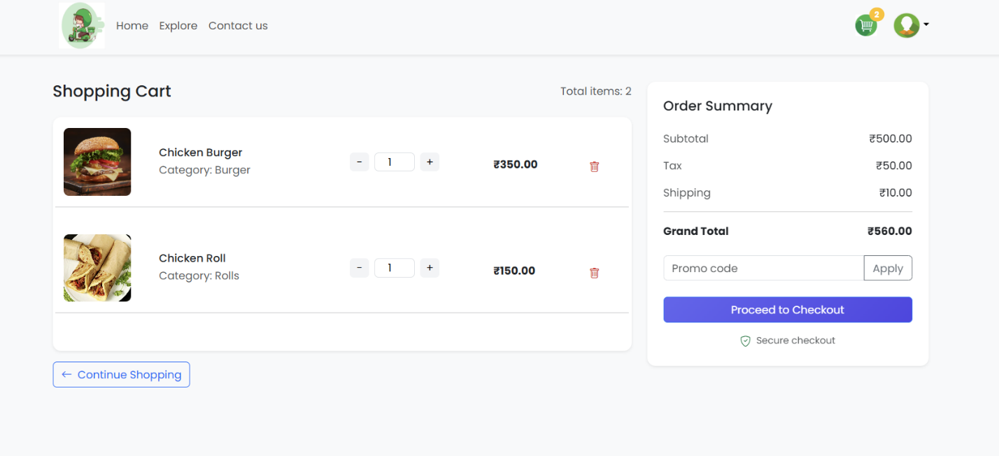 Home Explore Contact us
2
Shopping Cart
Total items: 2
Chicken Burger
Category: Burger
- 1 +
₹350.00
Chicken Roll
Category: Rolls
- 1 +
₹150.00
← Continue Shopping
Order Summary
Subtotal ₹500.00
Tax ₹50.00
Shipping ₹10.00
Grand Total ₹560.00
Promo code Apply
Proceed to Checkout
Secure checkout